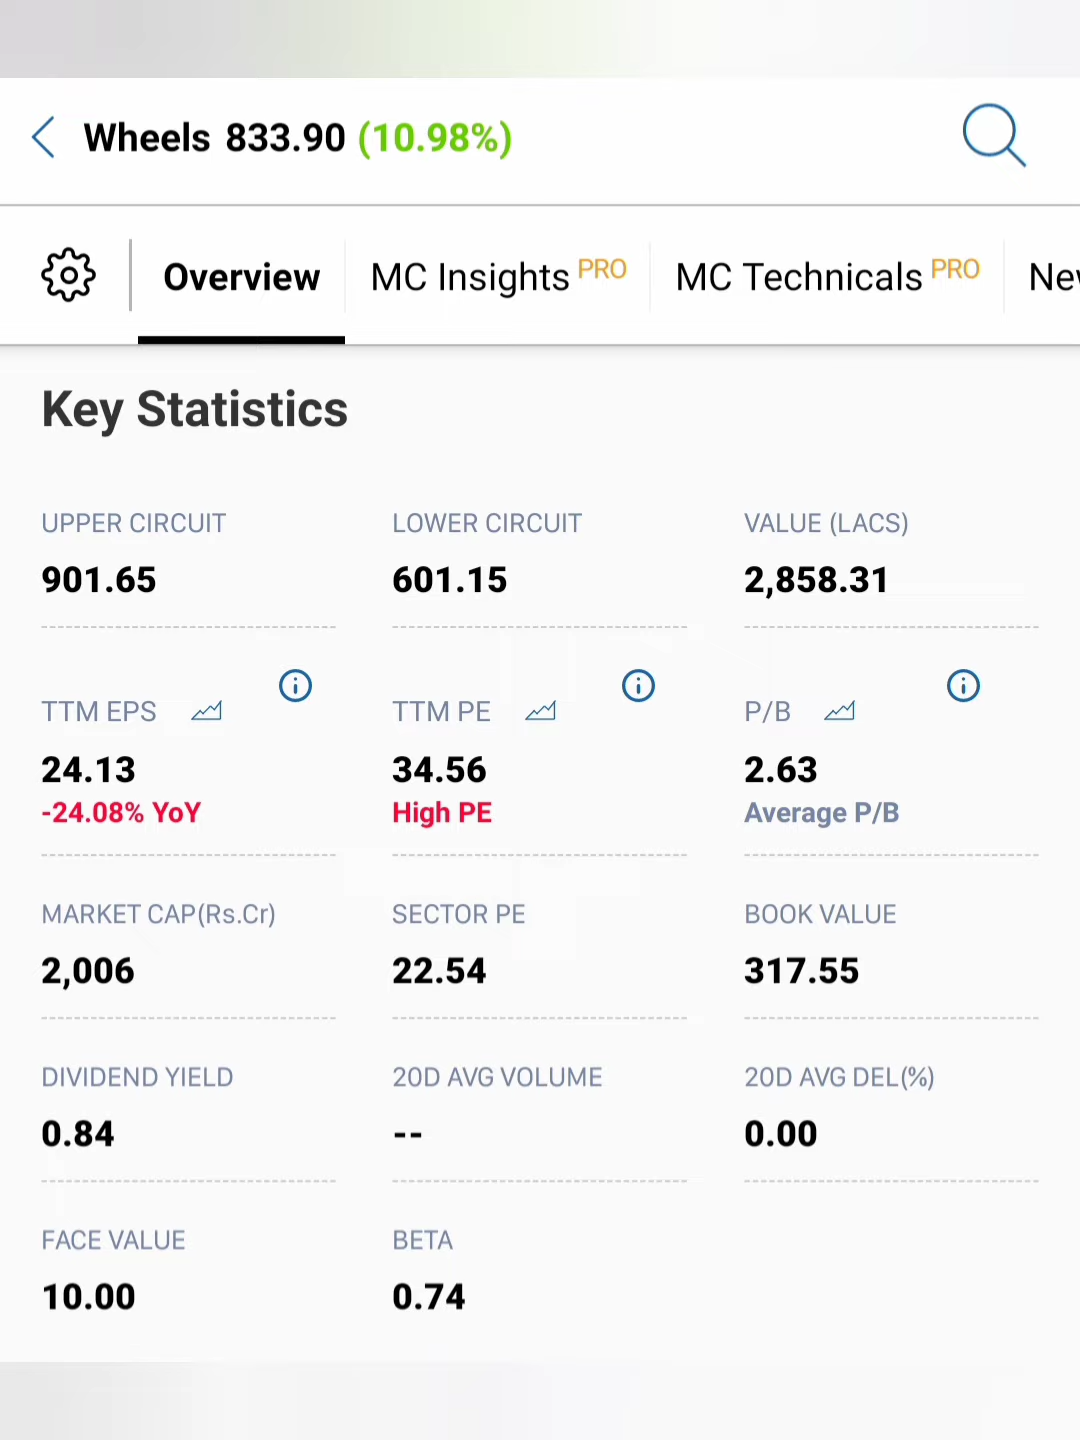 Wheels 833.90 (10.98%)
Overview MC Insights PRO MC Technicals PRO
Key Statistics
UPPER CIRCUIT LOWER CIRCUIT VALUE (LACS)
901.65 601.15 2,858.31
TTM EPS TTM PE P/B
24.13 34.56 2.63
-24.08% YoY High PE Average P/B
MARKET CAP(Rs.Cr) SECTOR PE BOOK VALUE
2,006 22.54 317.55
DIVIDEND YIELD 20D AVG VOLUME 20D AVG DEL(%)
0.84 -- 0.00
FACE VALUE BETA
10.00 0.74